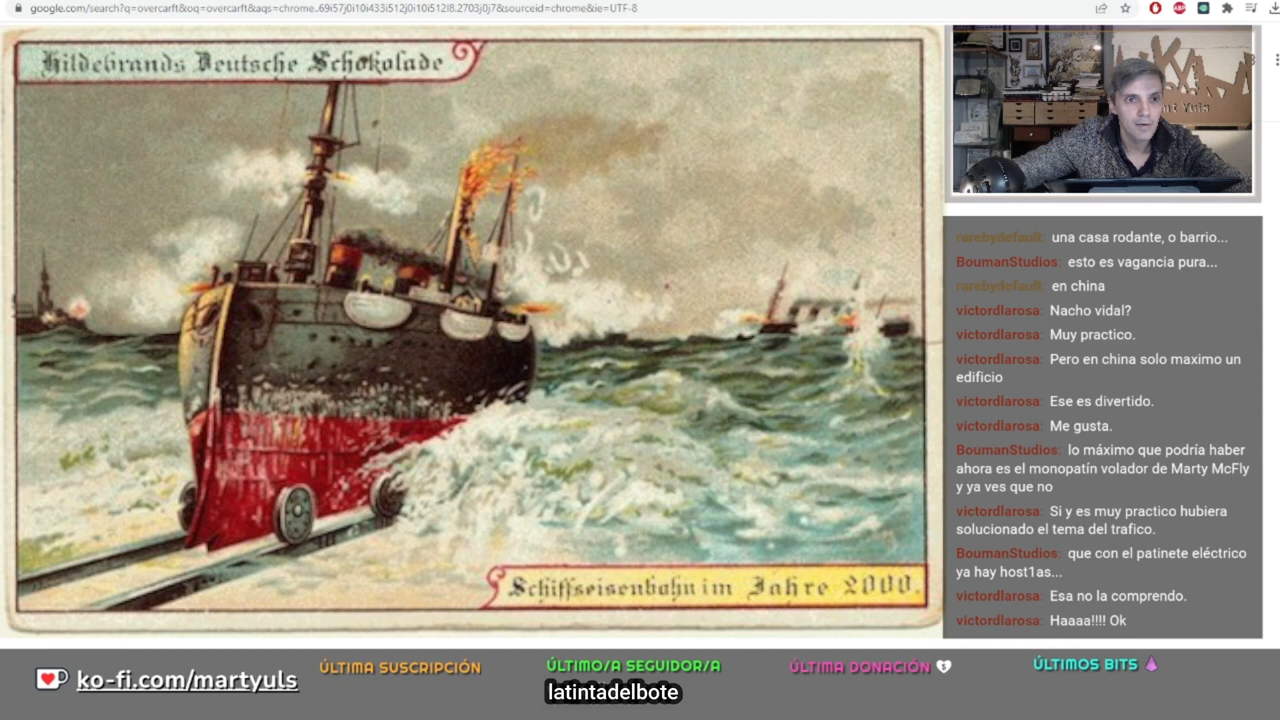 google.com/search?q=overcarft&oq=overcarft&aqs=chrome..69i57j0i10i433i512j0i10i512l8.2703j0j7&sourceid=chrome&ie=UTF-8
Hildebrands Deutsche Schokolade
Schiffseisenbahn im Jahre 2000.
rarebydefault: una casa rodante, o barrio...
BoumanStudios: esto es vagancia pura...
rarebydefault: en china
victordlarosa: Nacho vidal?
victordlarosa: Muy practico.
victordlarosa: Pero en china solo maximo un
edificio
victordlarosa: Ese es divertido.
victordlarosa: Me gusta.
BoumanStudios: lo máximo que podría haber
ahora es el monopatín volador de Marty McFly
y ya ves que no
victordlarosa: Si y es muy practico hubiera
solucionado el tema del trafico.
BoumanStudios: que con el patinete eléctrico
ya hay host1as...
victordlarosa: Esa no la comprendo.
victordlarosa: Haaaa!!!! Ok
ko-fi.com/martyuls
ÚLTIMA SUSCRIPCIÓN
ÚLTIMO/A SEGUIDOR/A
latintadelbote
ÚLTIMA DONACIÓN
ÚLTIMOS BITS